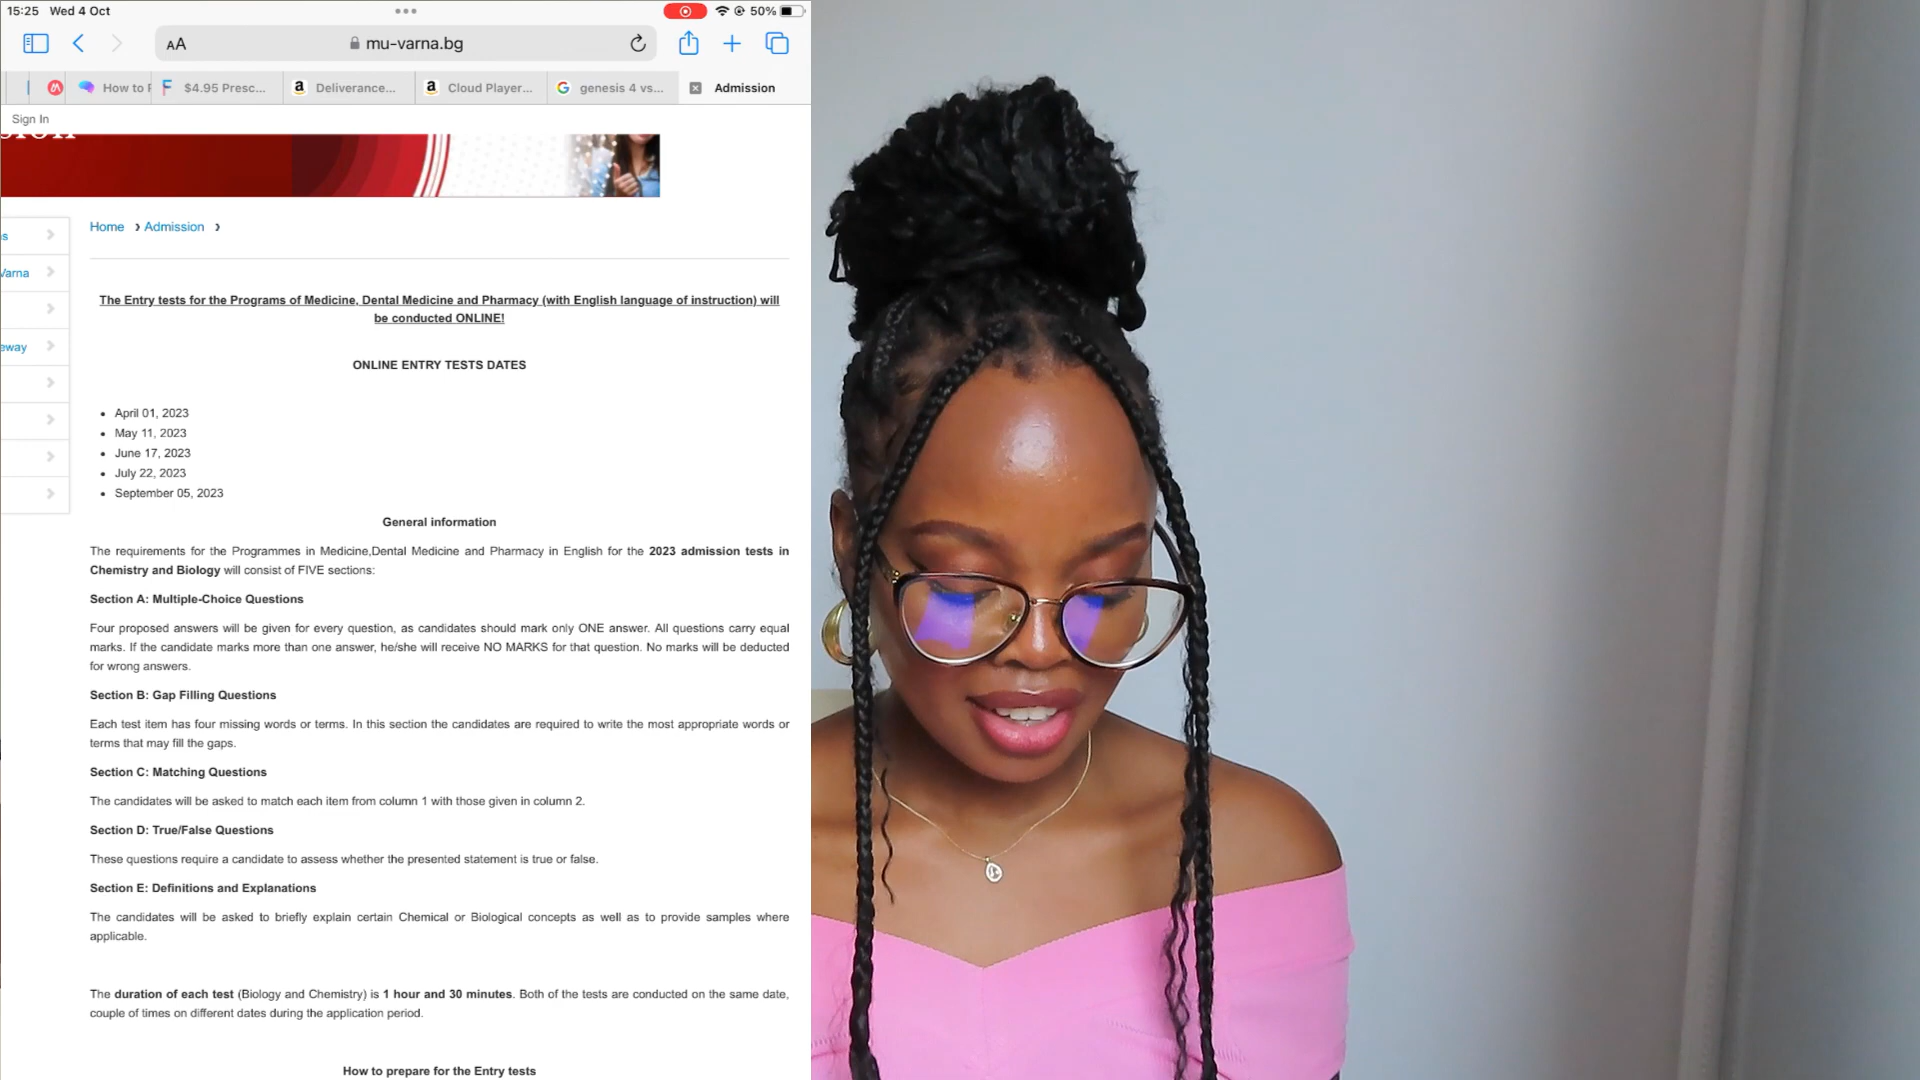 15:25 Wed 4 Oct
50%
AA
mu-varna.bg
How to
$4.95 Presc...
Deliverance...
Cloud Player...
genesis 4 vs...
Admission
Sign In
Varna
eway
Home › Admission ›
The Entry tests for the Programs of Medicine, Dental Medicine and Pharmacy (with English language of instruction) will
be conducted ONLINE!
ONLINE ENTRY TESTS DATES
• April 01, 2023
• May 11, 2023
• June 17, 2023
• July 22, 2023
• September 05, 2023
General information
The requirements for the Programmes in Medicine,Dental Medicine and Pharmacy in English for the 2023 admission tests in
Chemistry and Biology will consist of FIVE sections:
Section A: Multiple-Choice Questions
Four proposed answers will be given for every question, as candidates should mark only ONE answer. All questions carry equal
marks. If the candidate marks more than one answer, he/she will receive NO MARKS for that question. No marks will be deducted
for wrong answers.
Section B: Gap Filling Questions
Each test item has four missing words or terms. In this section the candidates are required to write the most appropriate words or
terms that may fill the gaps.
Section C: Matching Questions
The candidates will be asked to match each item from column 1 with those given in column 2.
Section D: True/False Questions
These questions require a candidate to assess whether the presented statement is true or false.
Section E: Definitions and Explanations
The candidates will be asked to briefly explain certain Chemical or Biological concepts as well as to provide samples where
applicable.
The duration of each test (Biology and Chemistry) is 1 hour and 30 minutes. Both of the tests are conducted on the same date,
couple of times on different dates during the application period.
How to prepare for the Entry tests